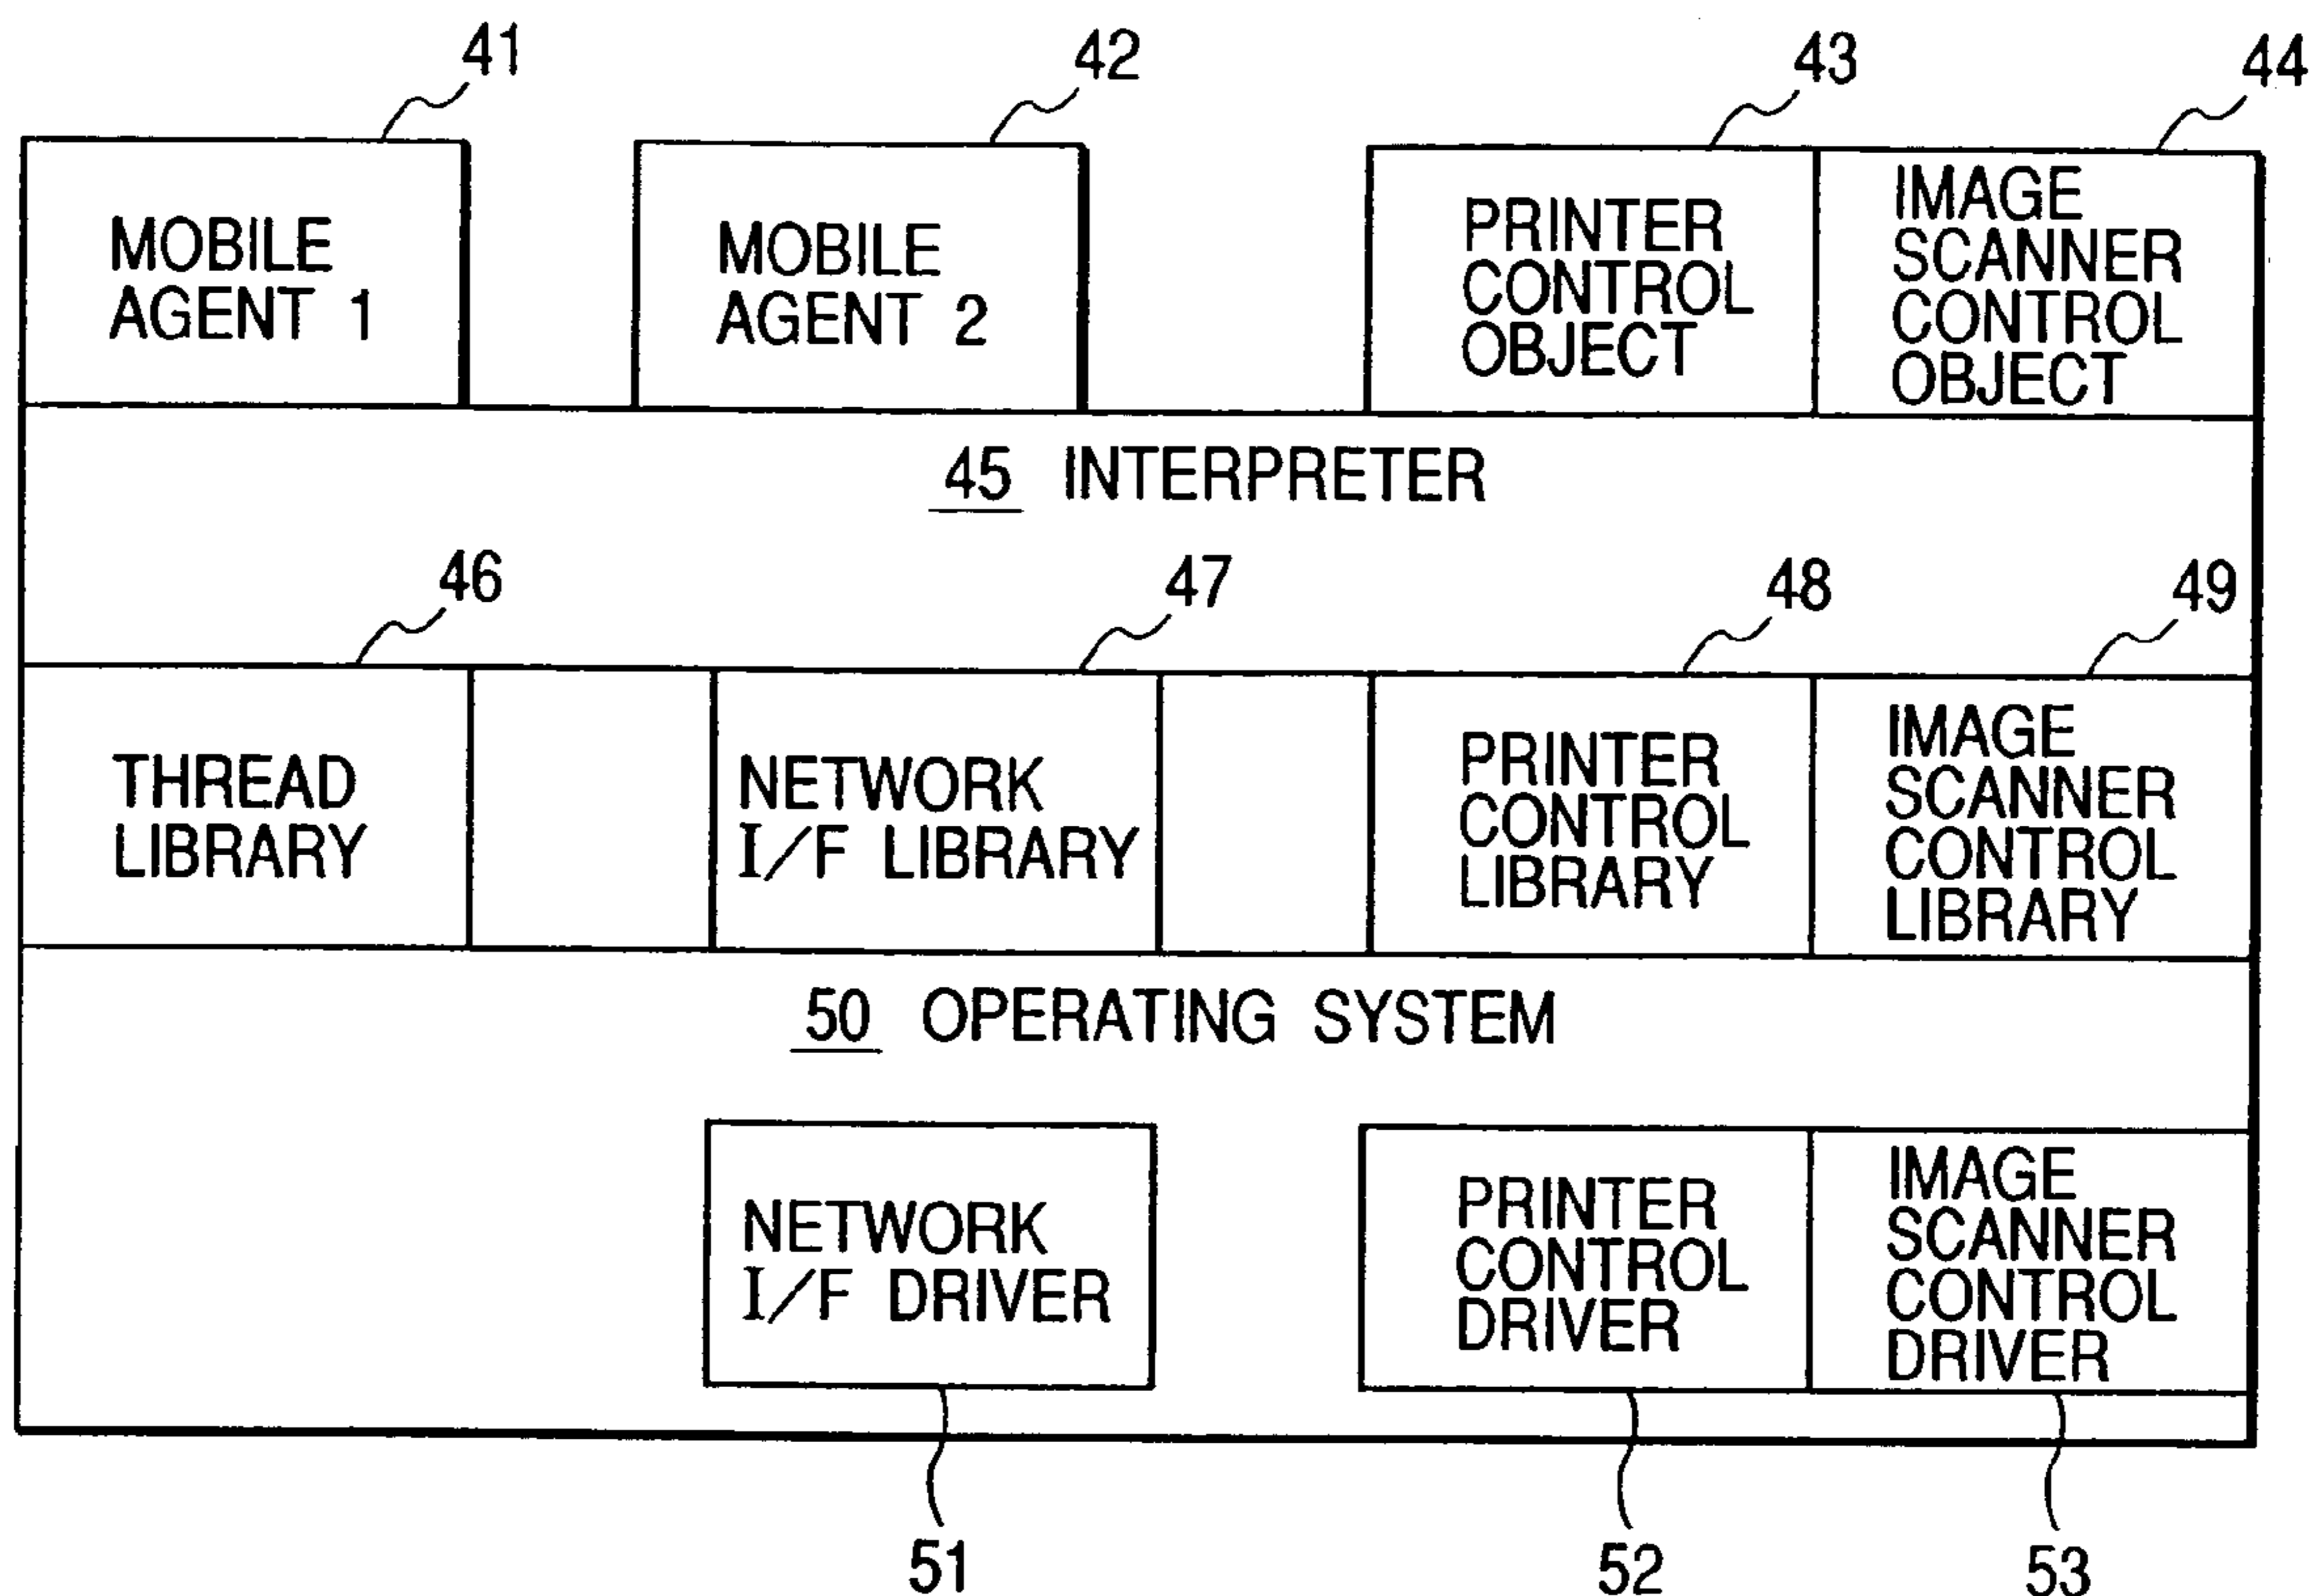 41
42
43
44
MOBILE
AGENT 1
MOBILE
AGENT 2
PRINTER
CONTROL
OBJECT
IMAGE
SCANNER
CONTROL
OBJECT
45 INTERPRETER
46
47
48
49
THREAD
LIBRARY
NETWORK
I/F LIBRARY
PRINTER
CONTROL
LIBRARY
IMAGE
SCANNER
CONTROL
LIBRARY
50 OPERATING SYSTEM
NETWORK
I/F DRIVER
PRINTER
CONTROL
DRIVER
IMAGE
SCANNER
CONTROL
DRIVER
51
52
53